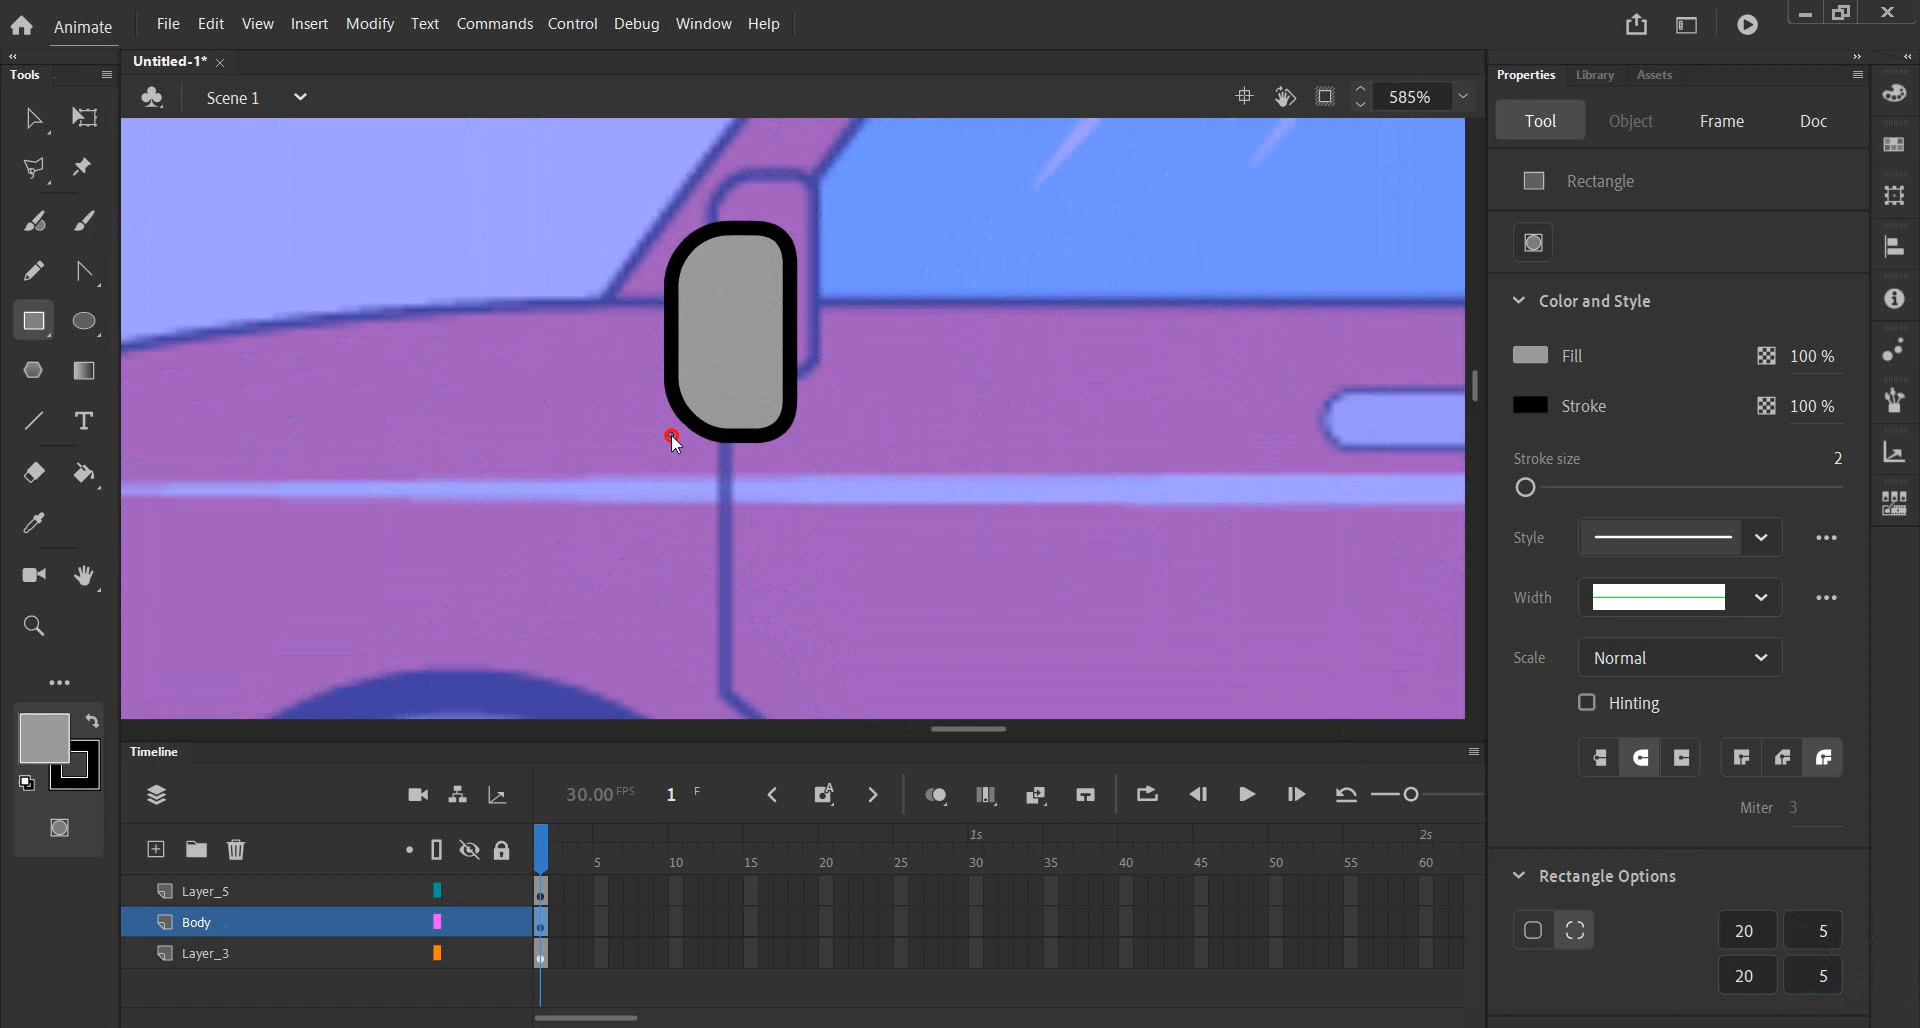 Animate File Edit View Insert Modify Text Commands Control Debug Window Help
Tools
Untitled-1*
Properties Library Assets
Scene 1
585%
Tool Object Frame Doc
Rectangle
Color and Style
Fill 100 %
Stroke 100 %
Stroke size 2
Style
Width
Scale Normal
Hinting
Miter 3
Rectangle Options
20 5
20 5
Timeline
30.00 FPS 1 F
1s 2s
5 10 15 20 25 30 35 40 45 50 55 60
Layer_5
Body
Layer_3